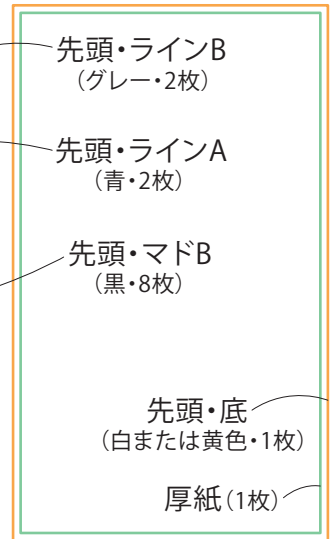 先頭・ラインB
（グレー・2枚）
先頭・ラインA
（青・2枚）
先頭・マドB
（黒・8枚）
先頭・底
（白または黄色・1枚）
厚紙（1枚）